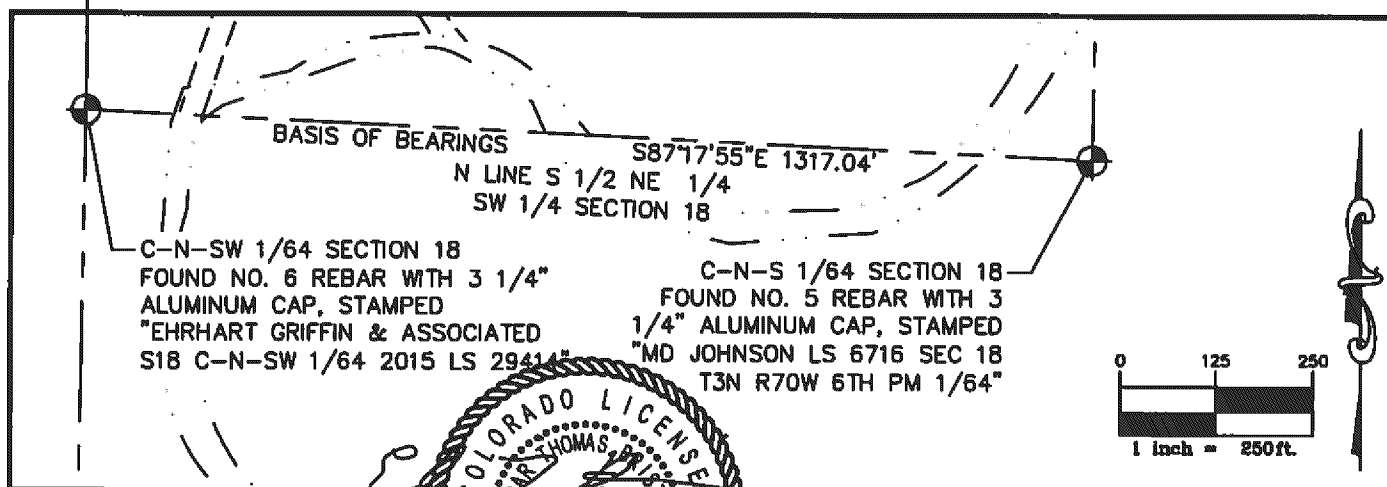 BASIS OF BEARINGS
S87°17'55"E 1317.04'
N LINE S 1/2 NE 1/4
SW 1/4 SECTION 18
C-N-SW 1/64 SECTION 18
FOUND NO. 6 REBAR WITH 3 1/4"
ALUMINUM CAP, STAMPED
"EHRHART GRIFFIN & ASSOCIATED
S18 C-N-SW 1/64 2015 LS 29414"
C-N-S 1/64 SECTION 18
FOUND NO. 5 REBAR WITH 3
1/4" ALUMINUM CAP, STAMPED
"MD JOHNSON LS 6716 SEC 18
T3N R70W 6TH PM 1/64"
0 125 250
1 inch = 250ft.
COLORADO LICENSE
THOMAS